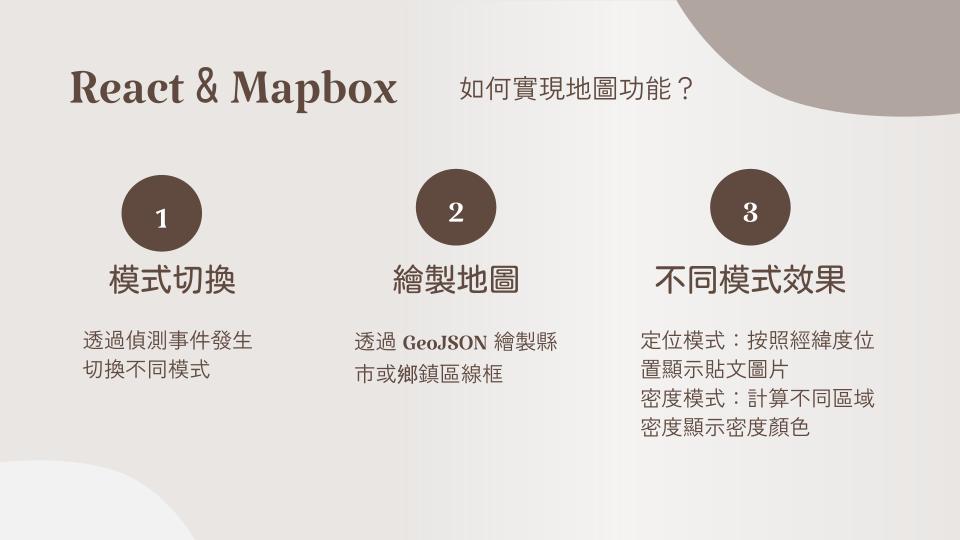 React & Mapbox
如何實現地圖功能？
1
模式切換
透過偵測事件發生
切換不同模式
2
繪製地圖
透過 GeoJSON 繪製縣
市或鄉鎮區線框
3
不同模式效果
定位模式：按照經緯度位
置顯示貼文圖片
密度模式：計算不同區域
密度顯示密度顏色